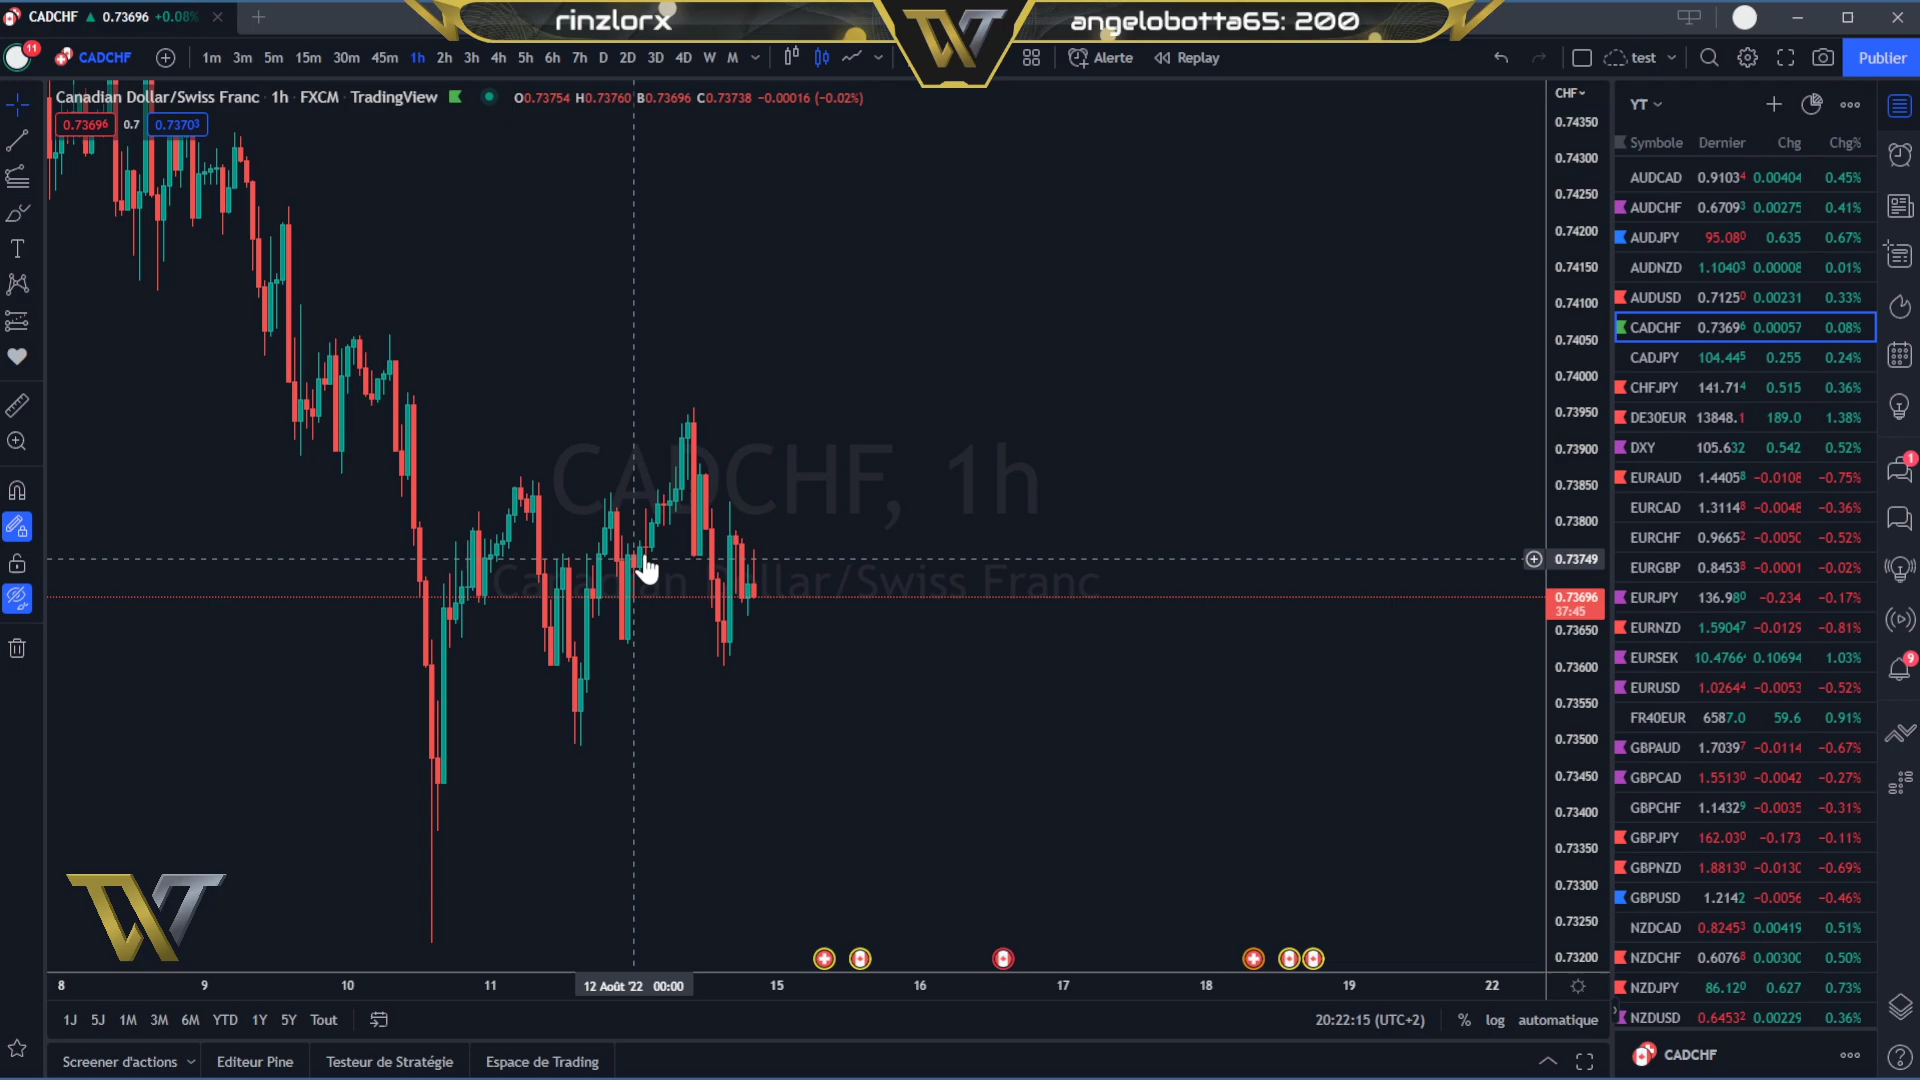 CADCHF ▲ 0.73696 +0.08%
rinzlorx
angelobotta65: 200
11 CADCHF 1m 3m 5m 15m 30m 45m 1h 2h 3h 4h 5h 6h 7h D 2D 3D 4D W M Alerte Replay test Publier
Canadian Dollar/Swiss Franc · 1h · FXCM · TradingView O0.73754 H0.73760 B0.73696 C0.73738 −0.00016 (−0.02%)
0.73696 0.7 0.73703
CADCHF, 1h
Canadian Dollar/Swiss Franc
CHF
0.74350
0.74300
0.74250
0.74200
0.74150
0.74100
0.74050
0.74000
0.73950
0.73900
0.73850
0.73800
0.73749
0.73696
37:45
0.73650
0.73600
0.73550
0.73500
0.73450
0.73400
0.73350
0.73300
0.73250
0.73200
8 9 10 11 12 Août '22 00:00 15 16 17 18 19 22
1J 5J 1M 3M 6M YTD 1Y 5Y Tout 20:22:15 (UTC+2) % log automatique
Screener d'actions Editeur Pine Testeur de Stratégie Espace de Trading
YT
Symbole Dernier Chg Chg%
AUDCAD 0.91034 0.00404 0.45%
AUDCHF 0.67093 0.00275 0.41%
AUDJPY 95.080 0.635 0.67%
AUDNZD 1.10403 0.00008 0.01%
AUDUSD 0.71250 0.00231 0.33%
CADCHF 0.73696 0.00057 0.08%
CADJPY 104.445 0.255 0.24%
CHFJPY 141.714 0.515 0.36%
DE30EUR 13848.1 189.0 1.38%
DXY 105.632 0.542 0.52%
EURAUD 1.44058 −0.0108 −0.75%
EURCAD 1.31148 −0.0048 −0.36%
EURCHF 0.96652 −0.0050 −0.52%
EURGBP 0.84538 −0.0001 −0.02%
EURJPY 136.980 −0.234 −0.17%
EURNZD 1.59047 −0.0129 −0.81%
EURSEK 10.4766 0.10694 1.03%
EURUSD 1.02644 −0.0053 −0.52%
FR40EUR 6587.0 59.6 0.91%
GBPAUD 1.70397 −0.0114 −0.67%
GBPCAD 1.55130 −0.0042 −0.27%
GBPCHF 1.14329 −0.0035 −0.31%
GBPJPY 162.030 −0.173 −0.11%
GBPNZD 1.88130 −0.0130 −0.69%
GBPUSD 1.2142 −0.0056 −0.46%
NZDCAD 0.82453 0.00419 0.51%
NZDCHF 0.60768 0.00300 0.50%
NZDJPY 86.120 0.627 0.73%
NZDUSD 0.64532 0.00229 0.36%
CADCHF
1
9